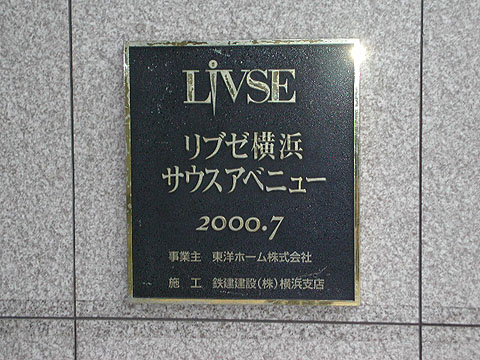 LIVSE
リブゼ横浜
サウスアベニュー
2000.7
事業主 東洋ホーム株式会社
施工 鉄建建設(株)横浜支店